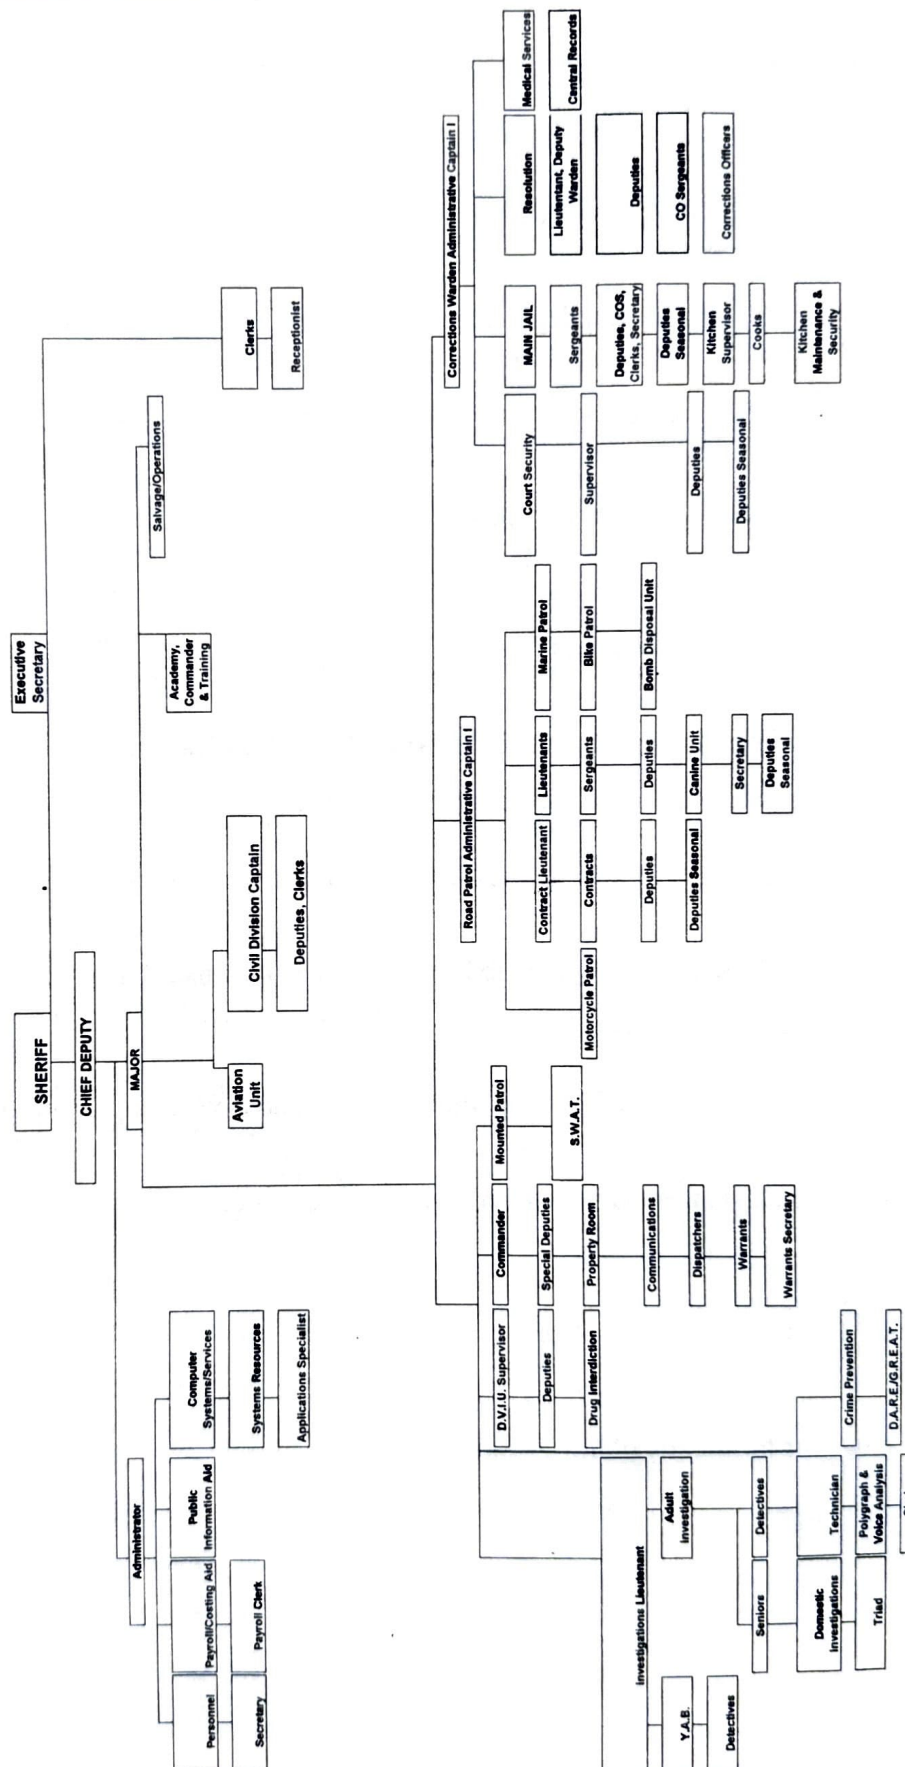 Executive
Secretary
SHERIFF
CHIEF DEPUTY
MAJOR
Administrator
Personnel
Secretary
Payroll/Costing Aid
Payroll Clerk
Public
Information Aid
Computer
Systems/Services
Systems Resources
Applications Specialist
Aviation
Unit
Civil Division Captain
Deputies, Clerks
Academy,
Commander
& Training
Salvage/Operations
Clerks
Receptionist
Investigations Lieutenant
Y.A.B.
Detectives
Adult
Investigation
Seniors
Domestic
Investigations
Triad
Detectives
Technician
Polygraph &
Voice Analysis
Crime Prevention
D.A.R.E./G.R.E.A.T.
D.V.I.U. Supervisor
Deputies
Drug Interdiction
Commander
Special Deputies
Property Room
Communications
Dispatchers
Warrants
Warrants Secretary
Mounted Patrol
S.W.A.T.
Road Patrol Administrative Captain I
Motorcycle Patrol
Contract Lieutenant
Contracts
Deputies
Deputies Seasonal
Lieutenants
Sergeants
Deputies
Canine Unit
Secretary
Deputies
Seasonal
Marine Patrol
Bike Patrol
Bomb Disposal Unit
Corrections Warden Administrative Captain I
Court Security
Supervisor
Deputies
Deputies Seasonal
MAIN JAIL
Sergeants
Deputies, COS,
Clerks, Secretary
Deputies
Seasonal
Kitchen
Supervisor
Cooks
Kitchen
Maintenance &
Security
Resolution
Lieutentant, Deputy
Warden
Deputies
CO Sergeants
Corrections Officers
Medical Services
Central Records